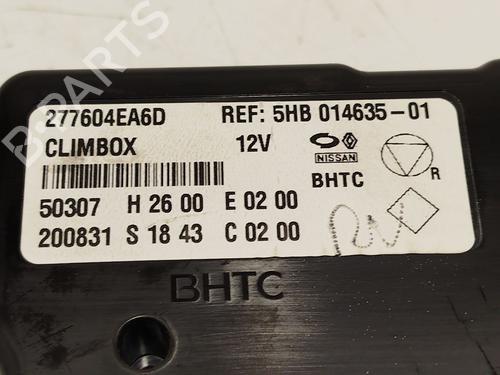 277604EA6D REF: 5HB 014635-01
CLIMBOX 12V
NISSAN
BHTC R
50307 H 26 00 E 02 00
200831 S 18 43 C 02 00
BHTC
B-PARTS